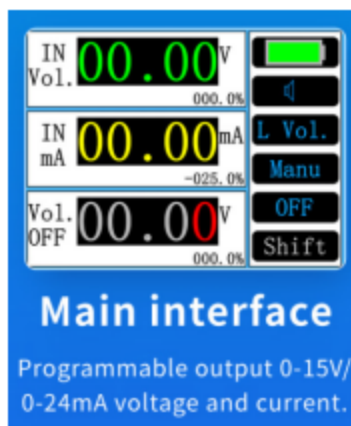 IN
Vol.
00.00 V
000.0%
IN
mA
00.00 mA
-025.0%
Vol.
OFF
00.00 V
000.0%
L Vol.
Manu
OFF
Shift
Main interface
Programmable output 0-15V/
0-24mA voltage and current.